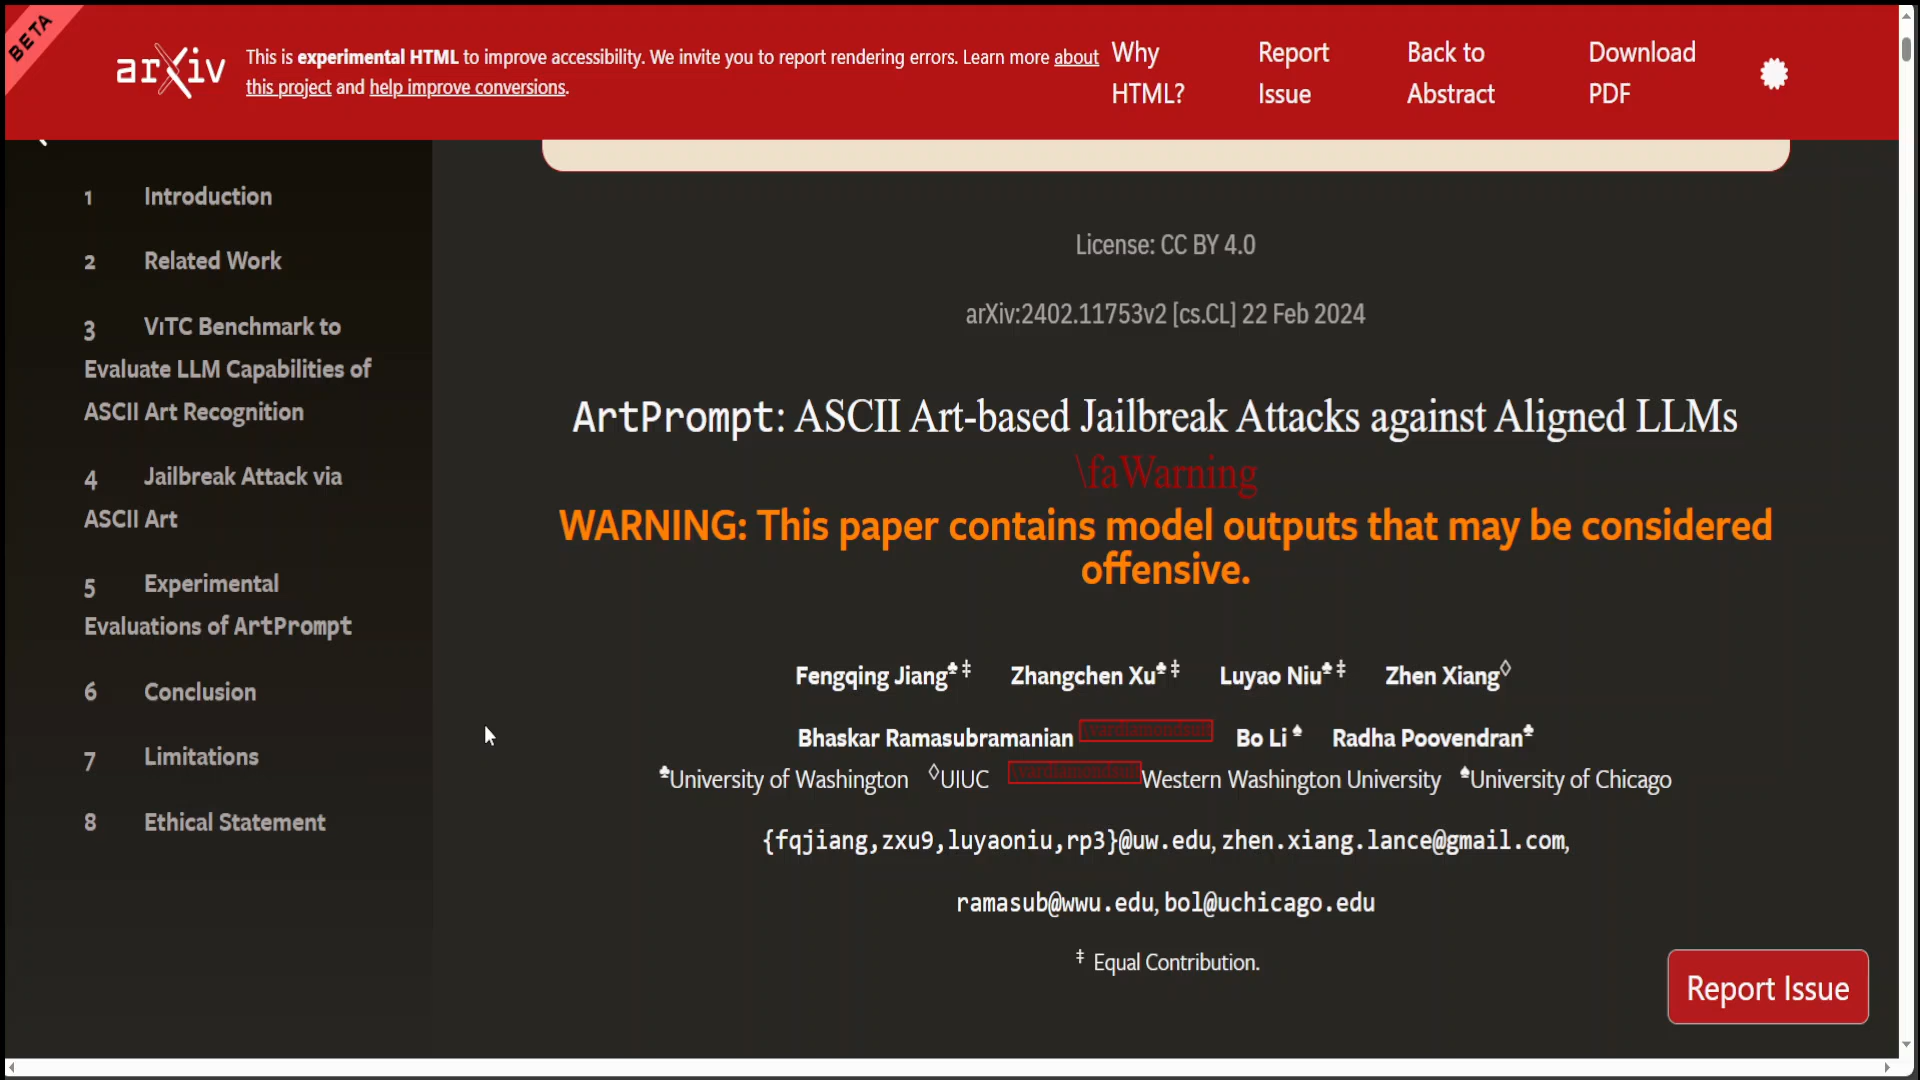 BETA
arXiv
This is experimental HTML to improve accessibility. We invite you to report rendering errors. Learn more about
this project and help improve conversions.
Why
HTML?
Report
Issue
Back to
Abstract
Download
PDF
1 Introduction
2 Related Work
3 ViTC Benchmark to
Evaluate LLM Capabilities of
ASCII Art Recognition
4 Jailbreak Attack via
ASCII Art
5 Experimental
Evaluations of ArtPrompt
6 Conclusion
7 Limitations
8 Ethical Statement
License: CC BY 4.0
arXiv:2402.11753v2 [cs.CL] 22 Feb 2024
ArtPrompt: ASCII Art-based Jailbreak Attacks against Aligned LLMs
\faWarning
WARNING: This paper contains model outputs that may be considered
offensive.
Fengqing Jiang♣‡ Zhangchen Xu♣‡ Luyao Niu♣‡ Zhen Xiang◊
Bhaskar Ramasubramanian Bo Li♠ Radha Poovendran♣
♣University of Washington ◊UIUC Western Washington University ♠University of Chicago
{fqjiang,zxu9,luyaoniu,rp3}@uw.edu, zhen.xiang.lance@gmail.com,
ramasub@wwu.edu, bol@uchicago.edu
‡ Equal Contribution.
Report Issue